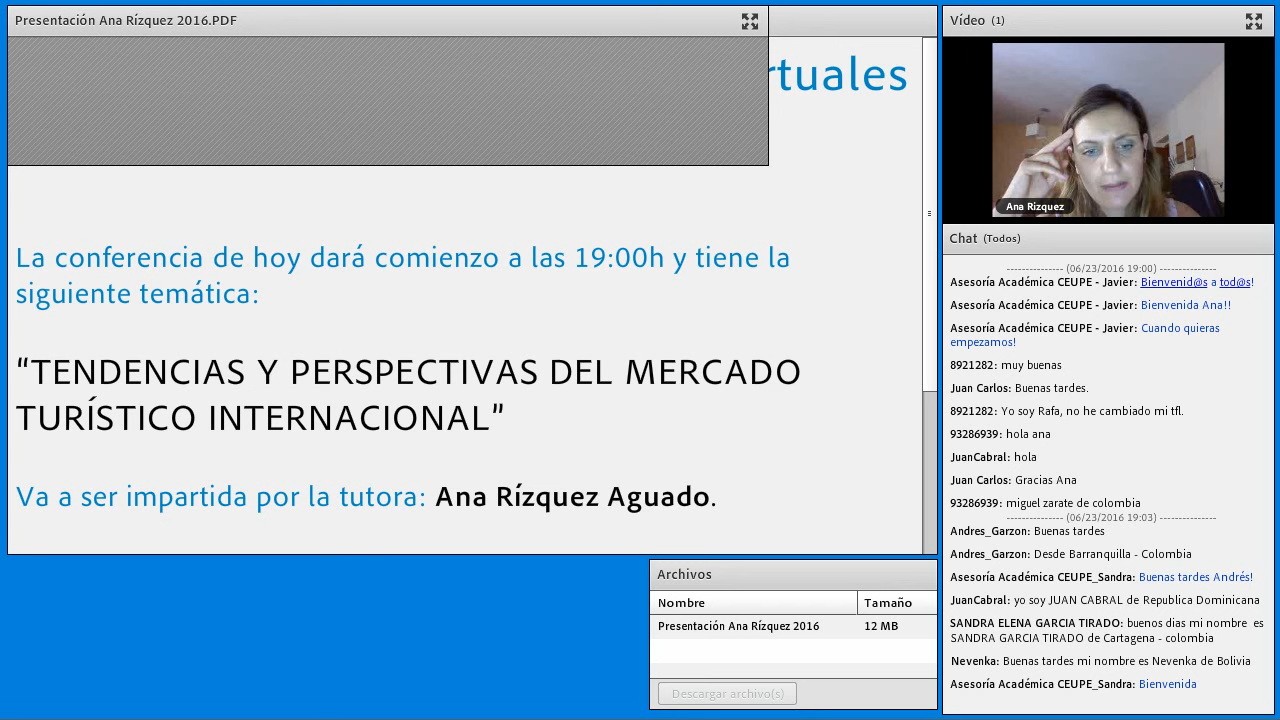 Presentación Ana Rízquez 2016.PDF
rtuales
La conferencia de hoy dará comienzo a las 19:00h y tiene la
siguiente temática:
“TENDENCIAS Y PERSPECTIVAS DEL MERCADO
TURÍSTICO INTERNACIONAL”
Va a ser impartida por la tutora: Ana Rízquez Aguado.
Archivos
Nombre Tamaño
Presentación Ana Rízquez 2016 12 MB
Descargar archivo(s)
Vídeo (1)
Ana Rizquez
Chat (Todos)
--------------- (06/23/2016 19:00) ---------------
Asesoría Académica CEUPE - Javier: Bienvenid@s a tod@s!
Asesoría Académica CEUPE - Javier: Bienvenida Ana!!
Asesoría Académica CEUPE - Javier: Cuando quieras
empezamos!
8921282: muy buenas
Juan Carlos: Buenas tardes.
8921282: Yo soy Rafa, no he cambiado mi tfl.
93286939: hola ana
JuanCabral: hola
Juan Carlos: Gracias Ana
93286939: miguel zarate de colombia
--------------- (06/23/2016 19:03) ---------------
Andres_Garzon: Buenas tardes
Andres_Garzon: Desde Barranquilla - Colombia
Asesoría Académica CEUPE_Sandra: Buenas tardes Andrés!
JuanCabral: yo soy JUAN CABRAL de Republica Dominicana
SANDRA ELENA GARCIA TIRADO: buenos dias mi nombre es
SANDRA GARCIA TIRADO de Cartagena - colombia
Nevenka: Buenas tardes mi nombre es Nevenka de Bolivia
Asesoría Académica CEUPE_Sandra: Bienvenida